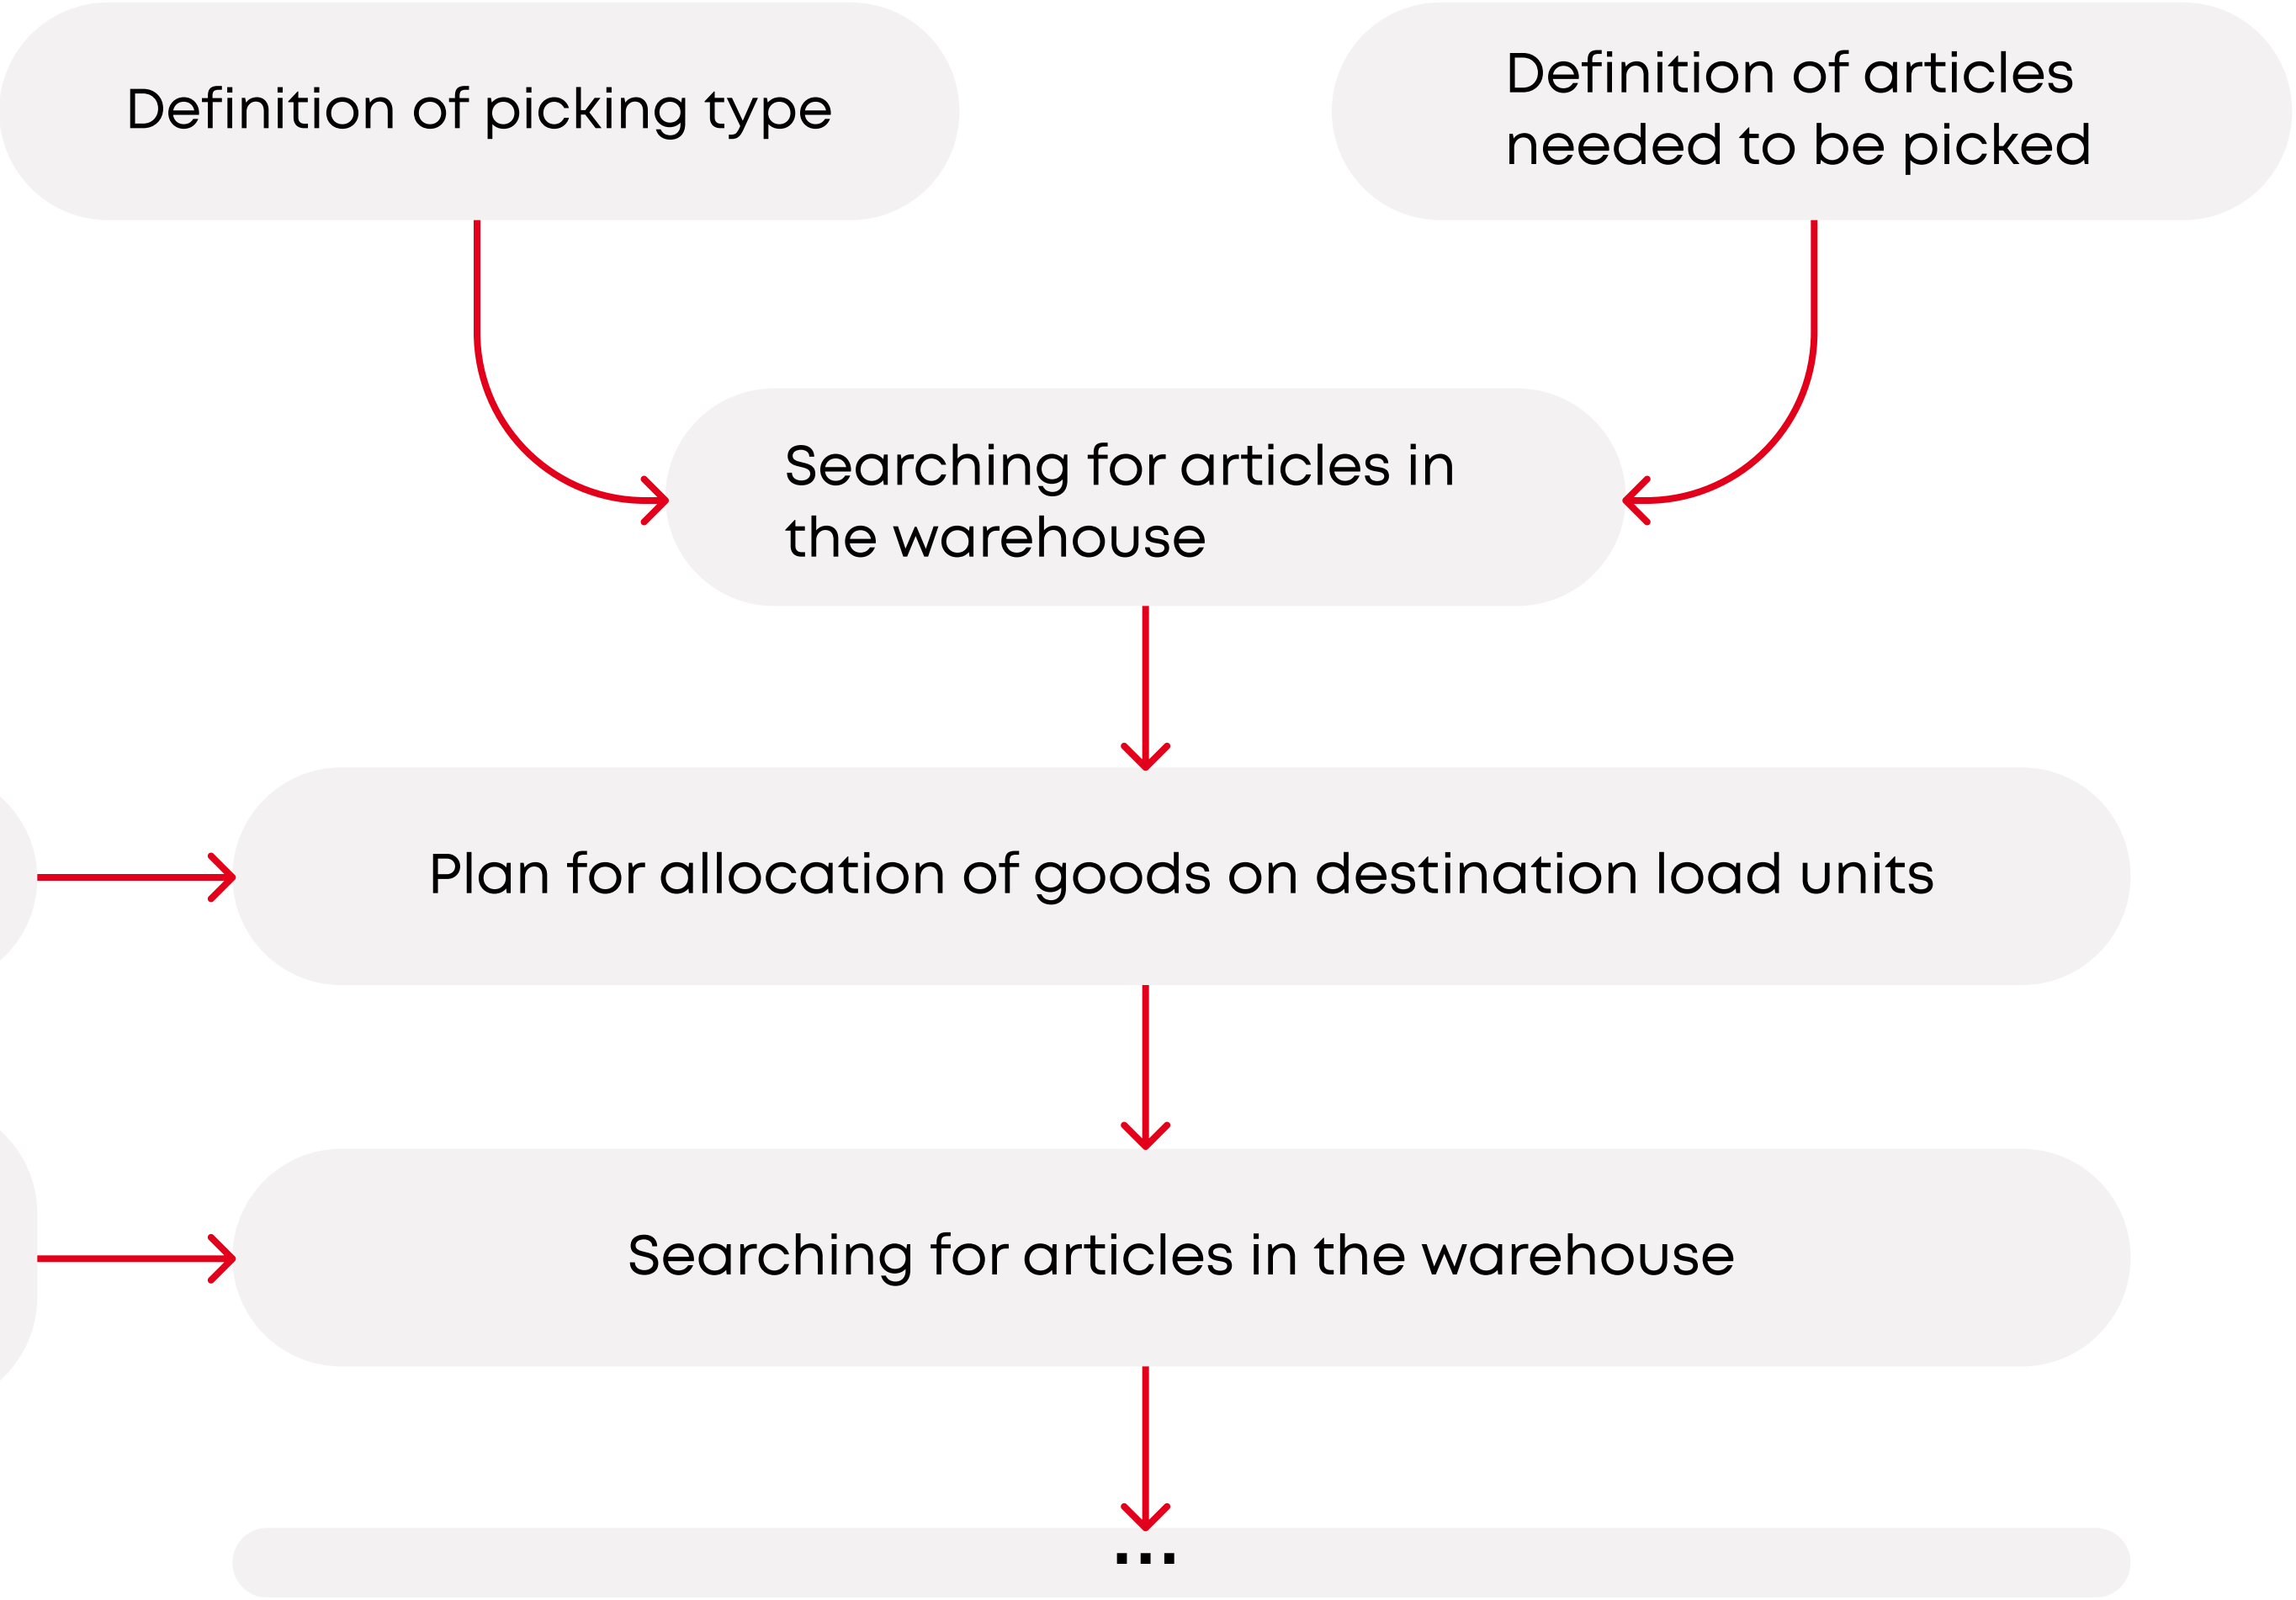 Definition of picking type
Definition of articles
needed to be picked
Searching for articles in
the warehouse
Plan for allocation of goods on destination load units
Searching for articles in the warehouse
...